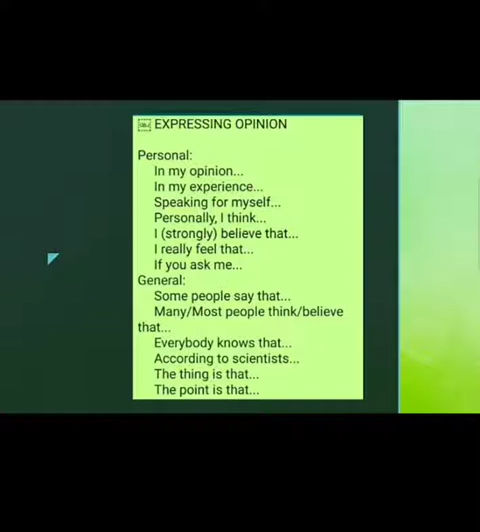 EXPRESSING OPINION
Personal:
In my opinion...
In my experience...
Speaking for myself...
Personally, I think...
I (strongly) believe that...
I really feel that...
If you ask me...
General:
Some people say that...
Many/Most people think/believe
that...
Everybody knows that...
According to scientists...
The thing is that...
The point is that...